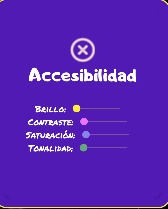 Accesibilidad
Brillo:
Contraste:
Saturación:
Tonalidad: